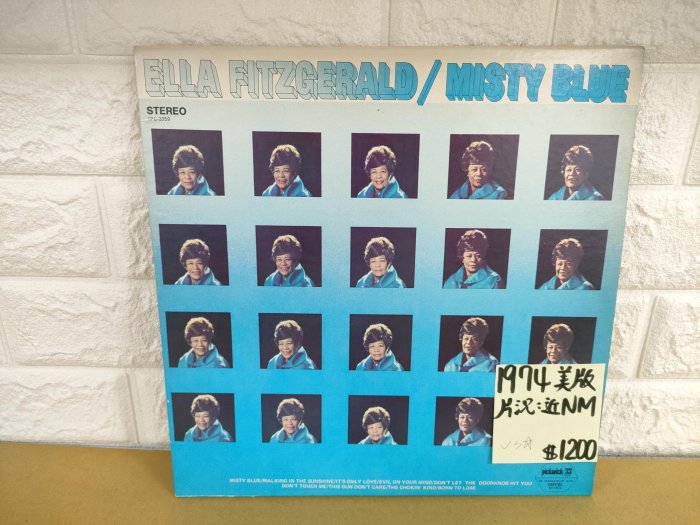 ELLA FITZGERALD/MISTY BLUE
STEREO
1974 美版
片況:近NM
$1200
pickwick 33
CAPITOL
MISTY BLUE/WALKING IN THE SUNSHINE/IT'S ONLY LOVE/EVIL ON YOUR MIND/DON'T LET THE DOORKNOB HIT YOU
DON'T TOUCH ME/THIS GUN DON'T CARE/THE CHOKIN' KIND/BORN TO LOSE